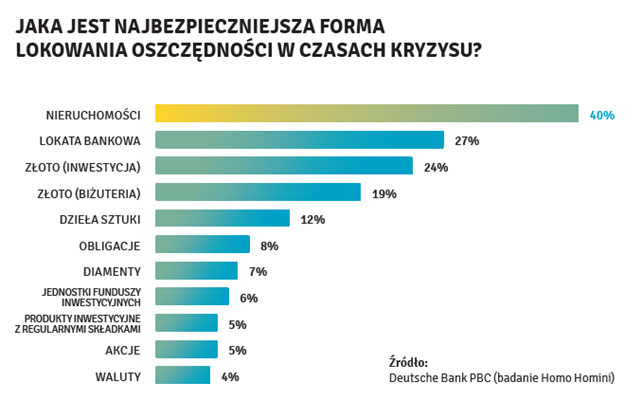 JAKA JEST NAJBEZPIECZNIEJSZA FORMA
LOKOWANIA OSZCZĘDNOŚCI W CZASACH KRYZYSU?
NIERUCHOMOŚCI 40%
LOKATA BANKOWA 27%
ZŁOTO (INWESTYCJA) 24%
ZŁOTO (BIŻUTERIA) 19%
DZIEŁA SZTUKI 12%
OBLIGACJE 8%
DIAMENTY 7%
JEDNOSTKI FUNDUSZY
INWESTYCYJNYCH 6%
PRODUKTY INWESTYCYJNE
Z REGULARNYMI SKŁADKAMI 5%
AKCJE 5%
WALUTY 4%
Źródło:
Deutsche Bank PBC (badanie Homo Homini)